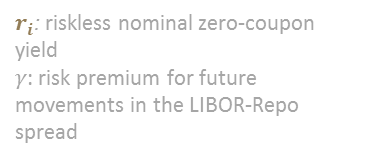 rᵢ: riskless nominal zero-coupon
yield
γ: risk premium for future
movements in the LIBOR-Repo
spread